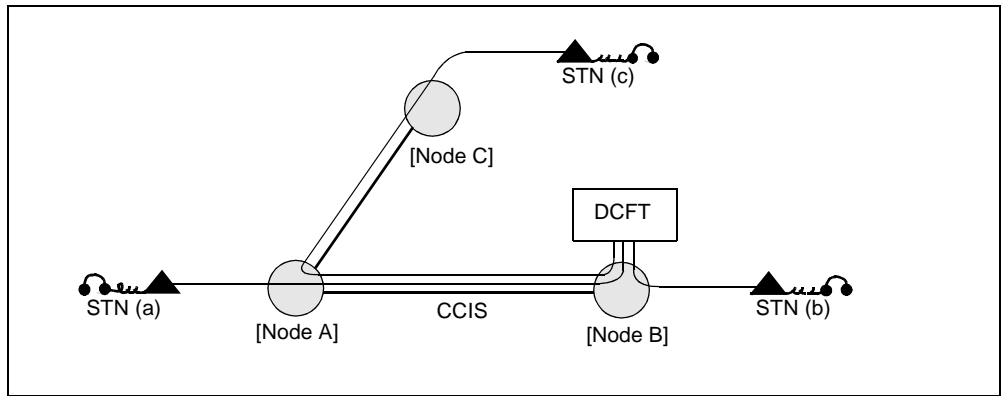 STN (c)
[Node C]
DCFT
STN (a)
CCIS
STN (b)
[Node A]
[Node B]